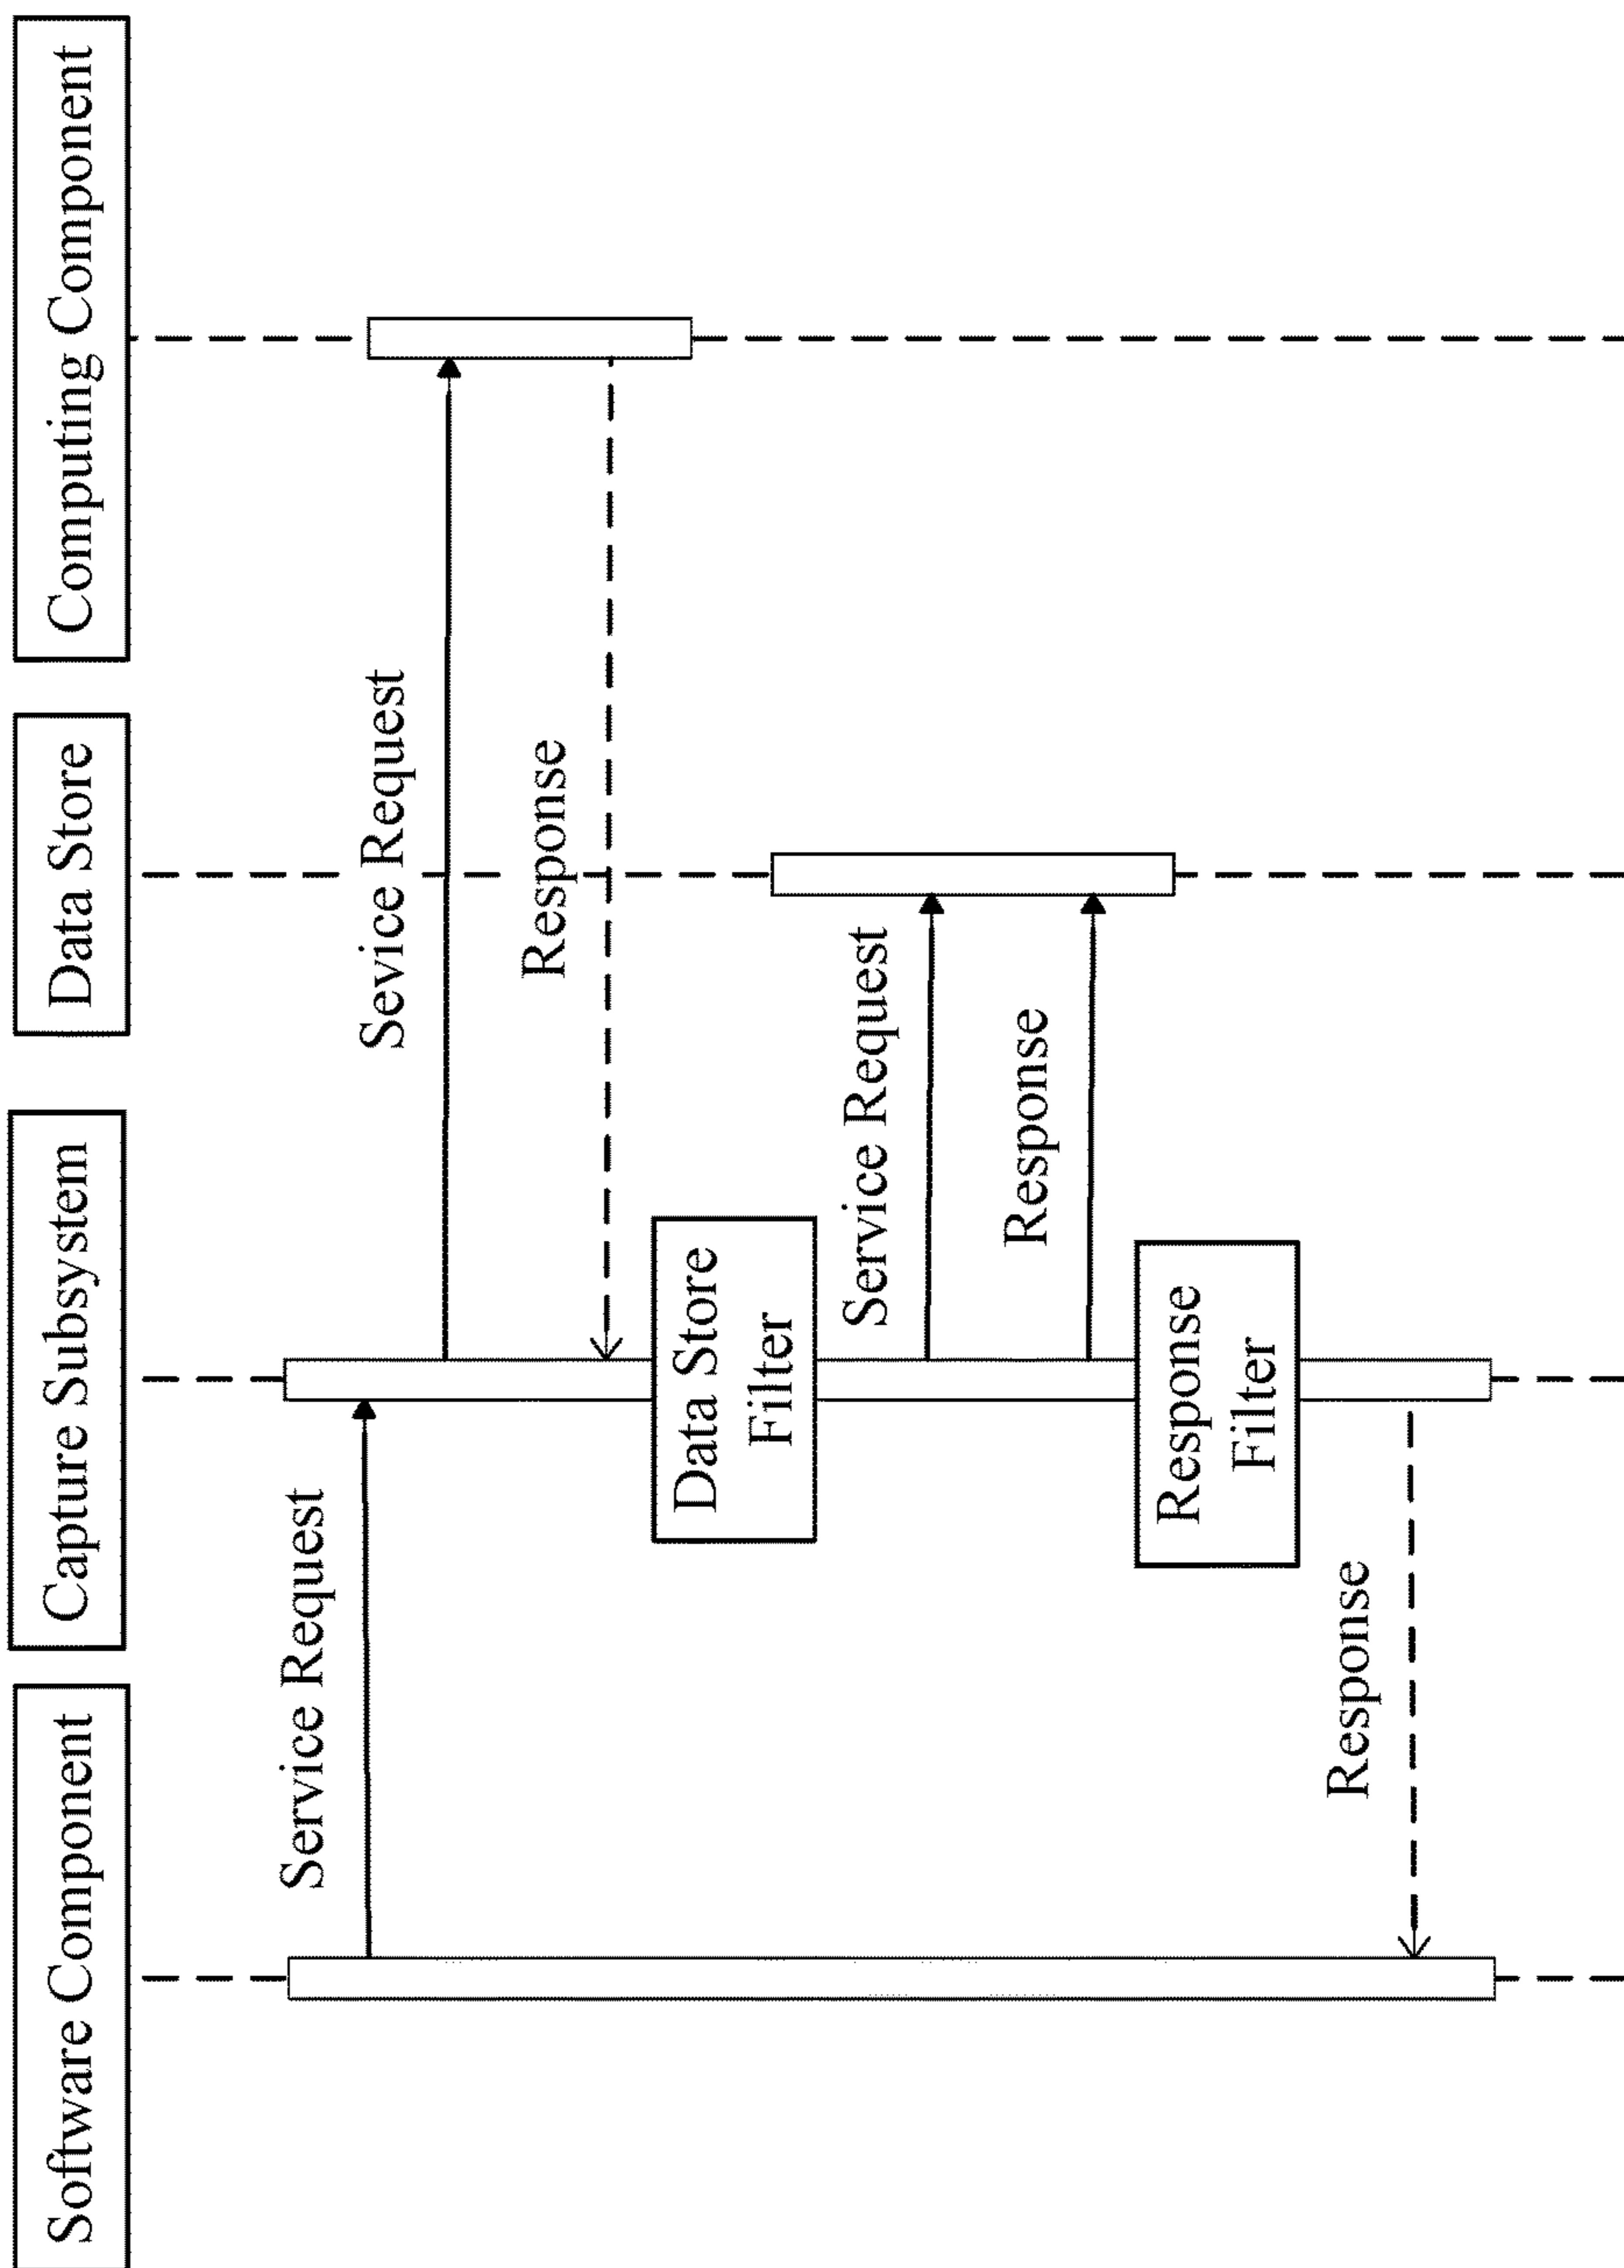 Software Component
Capture Subsystem
Data Store
Computing Component
Service Request
Sevice Request
Response
Data Store
Filter
Service Request
Response
Response
Filter
Response